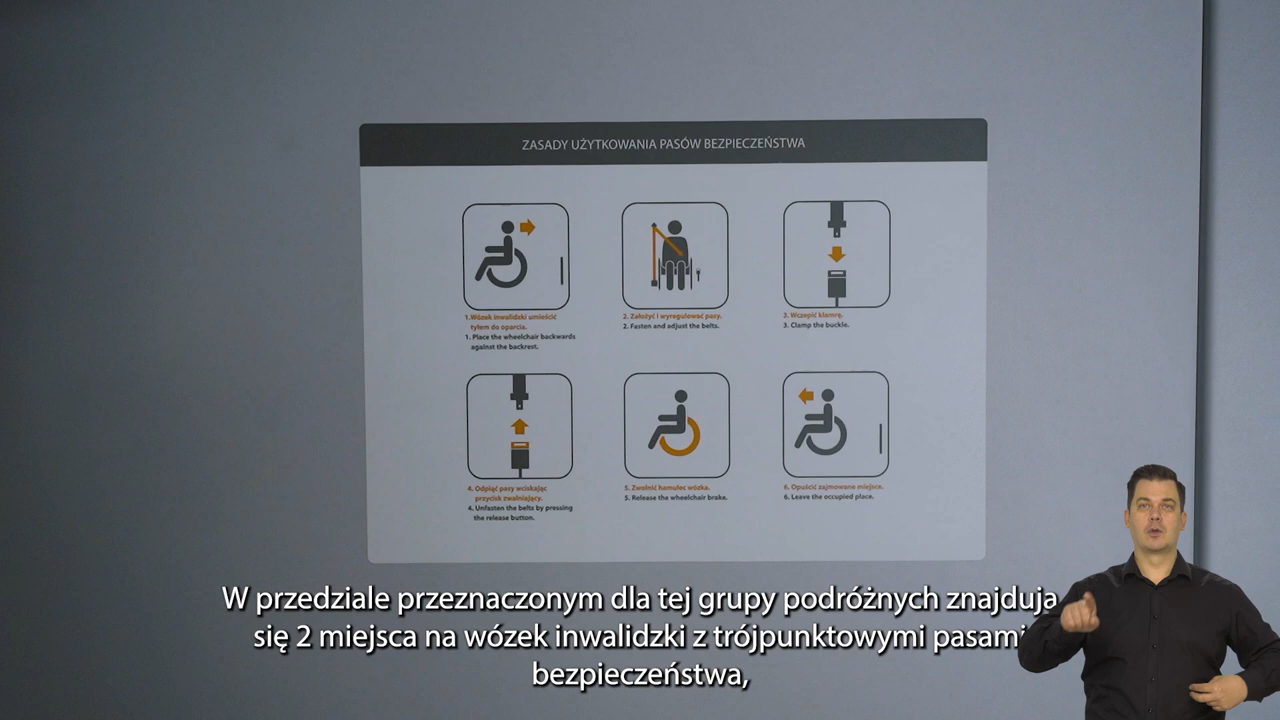 ZASADY UŻYTKOWANIA PASÓW BEZPIECZEŃSTWA
1.Wózek inwalidzki umieścić
tyłem do oparcia.
1. Place the wheelchair backwards
against the backrest.
2. Założyć i wyregulować pasy.
2. Fasten and adjust the belts.
3. Wczepić klamrę.
3. Clamp the buckle.
4. Odpiąć pasy wciskając
przycisk zwalniający.
4. Unfasten the belts by pressing
the release button.
5. Zwolnić hamulec wózka.
5. Release the wheelchair brake.
6. Opuścić zajmowane miejsce.
6. Leave the occupied place.
W przedziale przeznaczonym dla tej grupy podróżnych znajdują
się 2 miejsca na wózek inwalidzki z trójpunktowymi pasami
bezpieczeństwa,